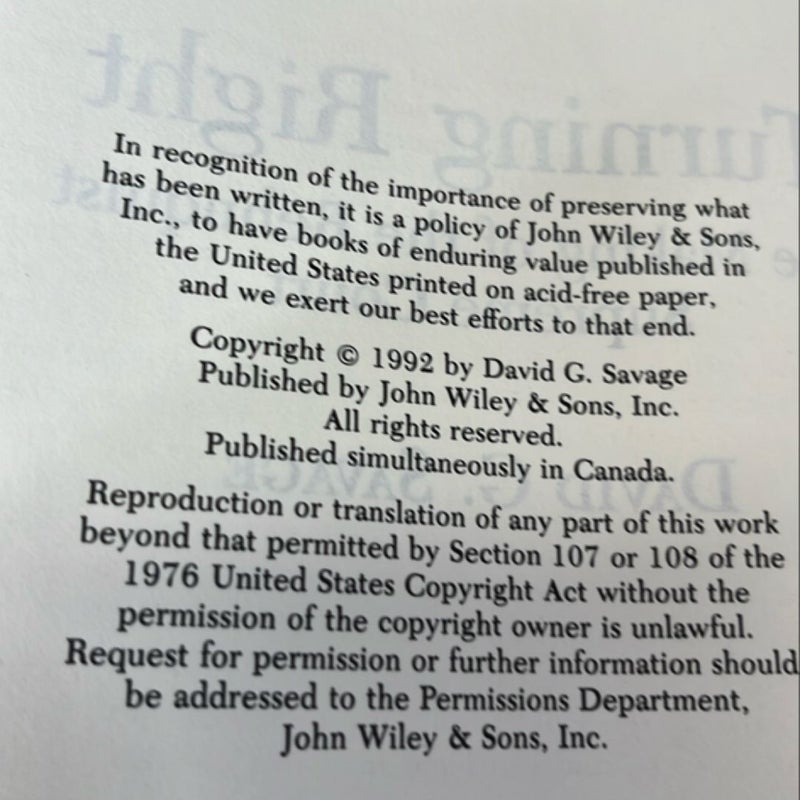 In recognition of the importance of preserving what
has been written, it is a policy of John Wiley & Sons,
Inc., to have books of enduring value published in
the United States printed on acid-free paper,
and we exert our best efforts to that end.
Copyright © 1992 by David G. Savage
Published by John Wiley & Sons, Inc.
All rights reserved.
Published simultaneously in Canada.
Reproduction or translation of any part of this work
beyond that permitted by Section 107 or 108 of the
1976 United States Copyright Act without the
permission of the copyright owner is unlawful.
Request for permission or further information should
be addressed to the Permissions Department,
John Wiley & Sons, Inc.